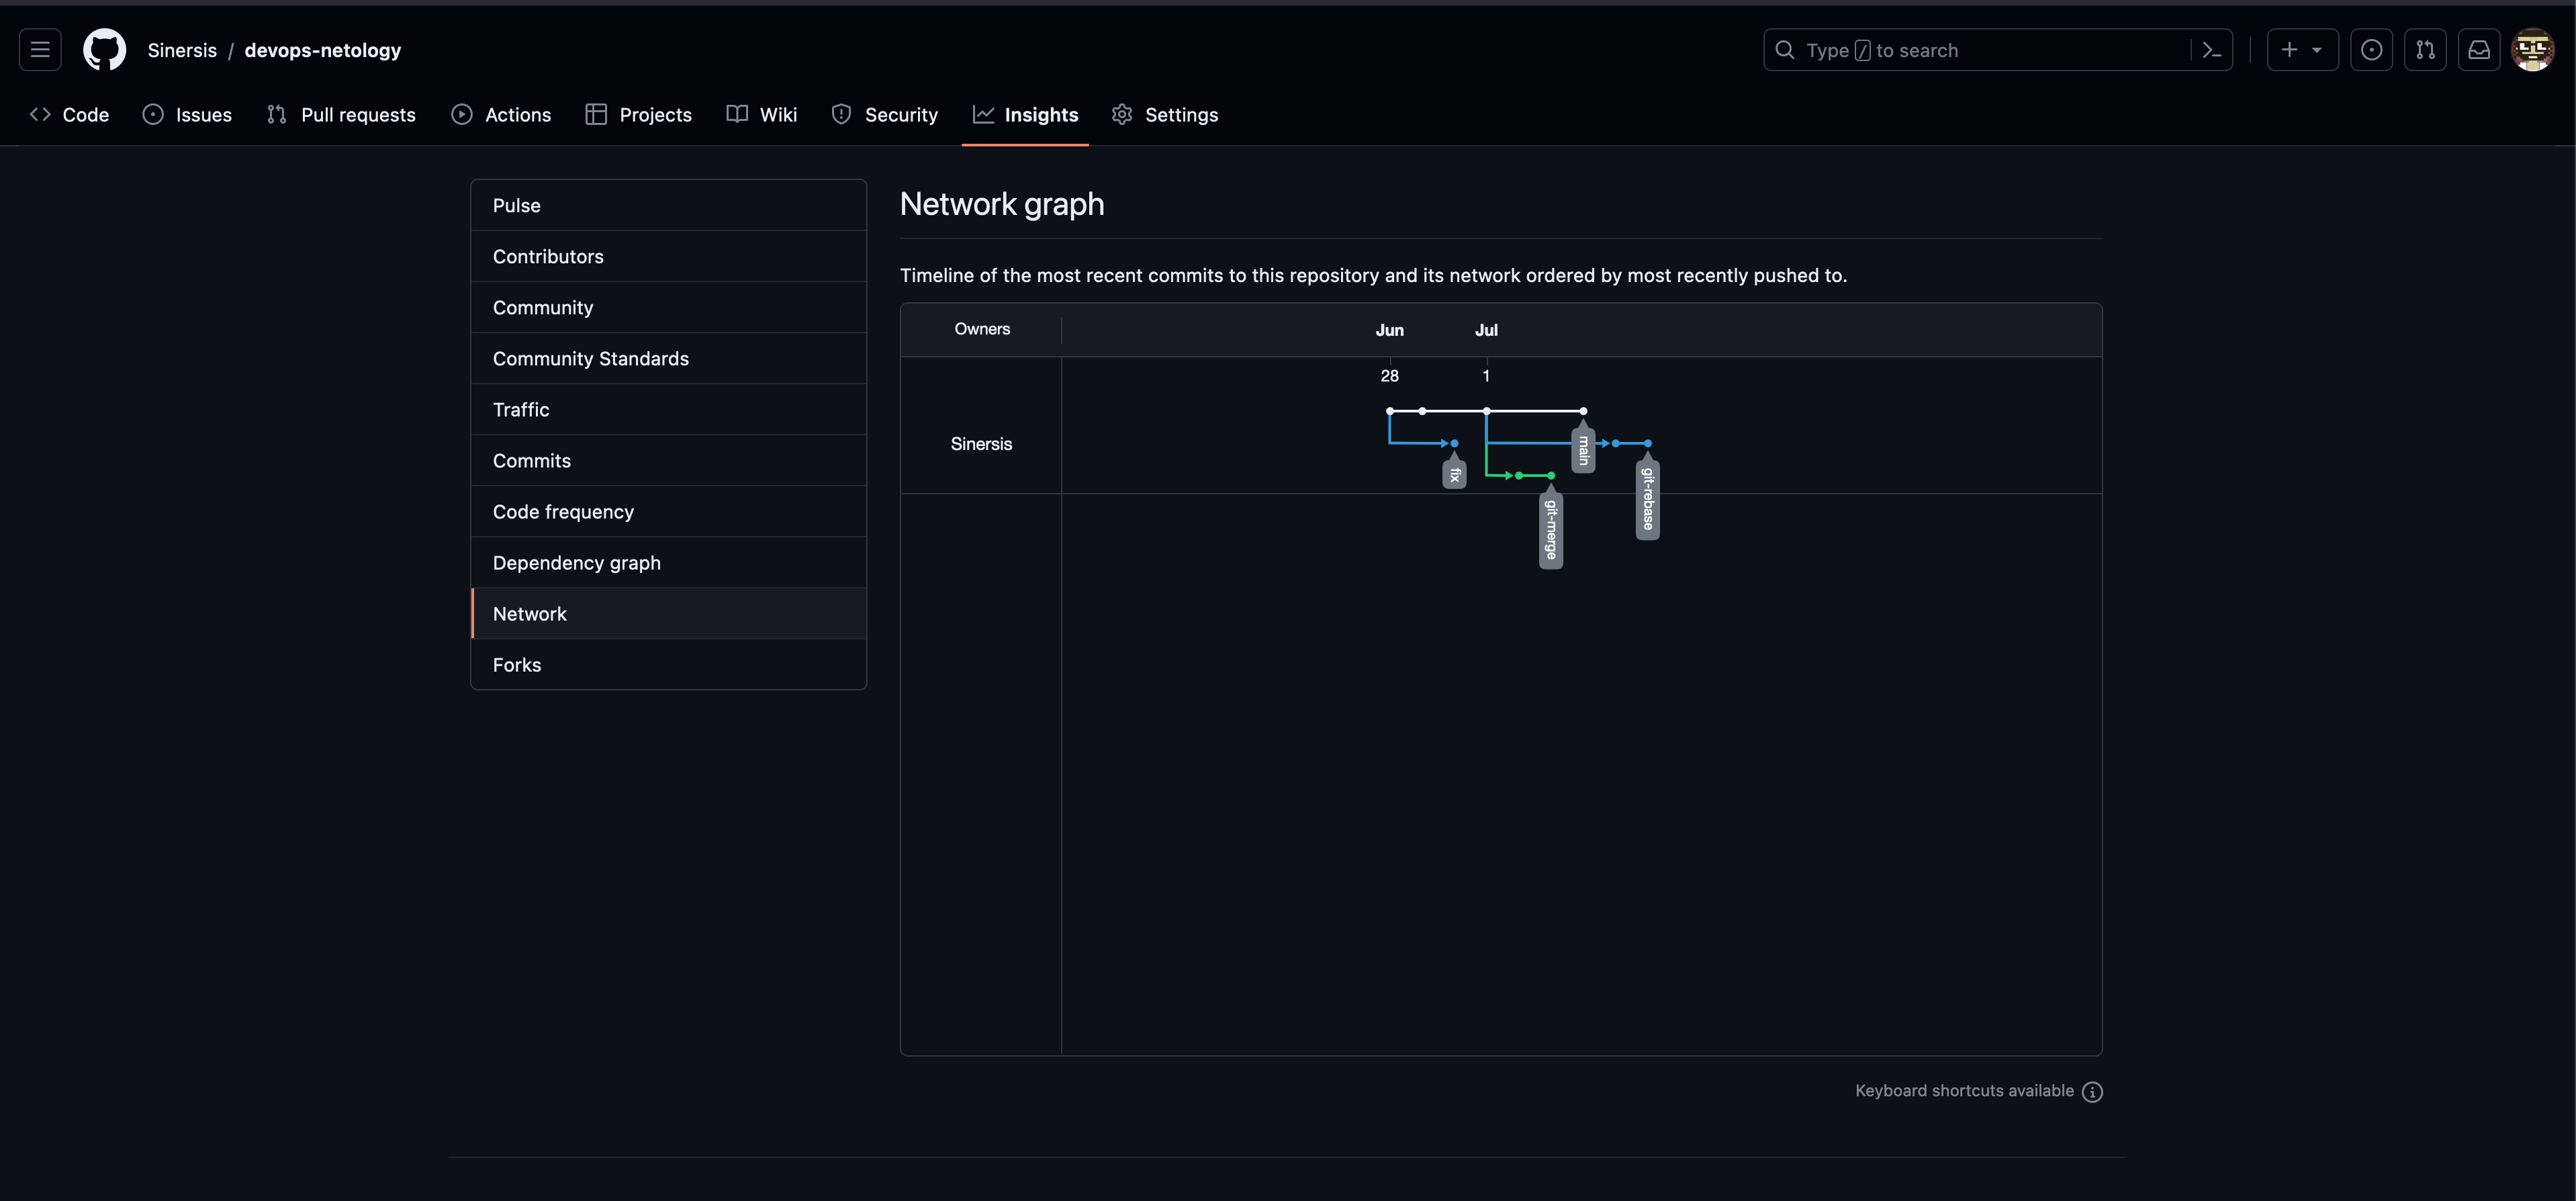 Sinersis / devops-netology
Type / to search
Code
Issues
Pull requests
Actions
Projects
Wiki
Security
Insights
Settings
Pulse
Contributors
Community
Community Standards
Traffic
Commits
Code frequency
Dependency graph
Network
Forks
Network graph
Timeline of the most recent commits to this repository and its network ordered by most recently pushed to.
Owners
Jun
Jul
28
1
Sinersis
fix
main
git-merge
git-rebase
Keyboard shortcuts available